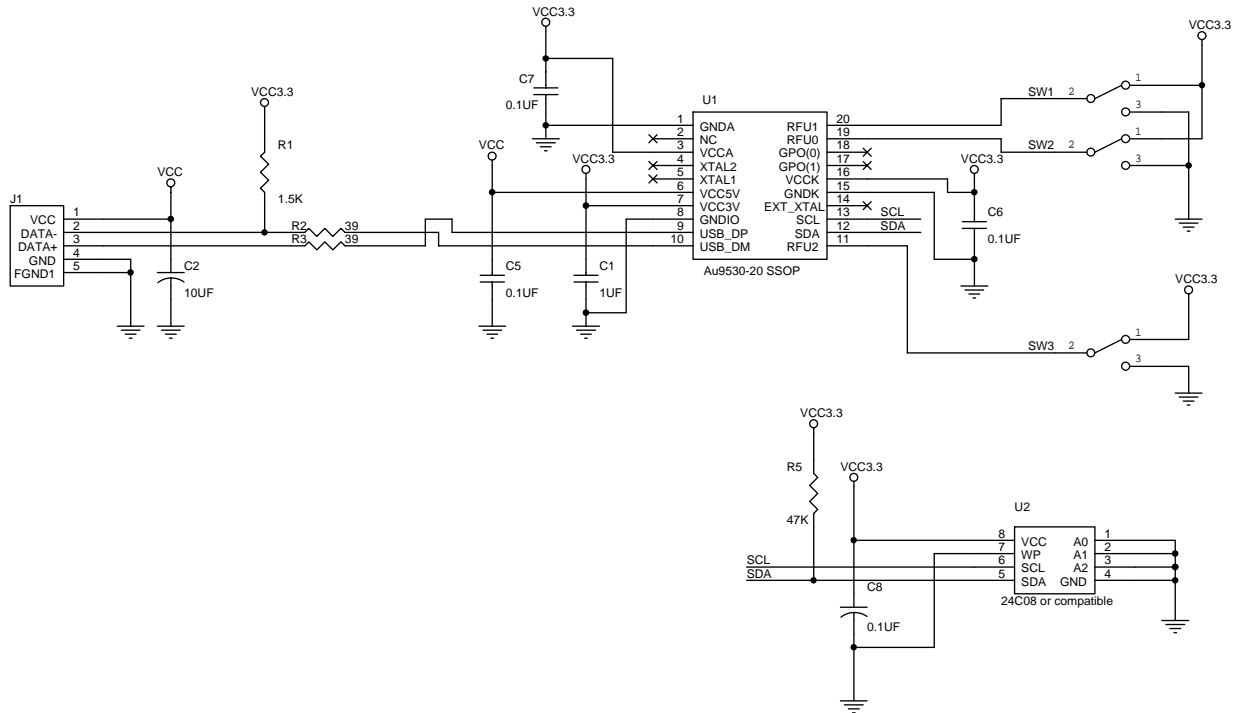 VCC3.3
VCC3.3
C7
0.1UF
VCC3.3
R1
1.5K
VCC
J1
VCC 1
DATA- 2
DATA+ 3
GND 4
FGND1 5
C2
10UF
R2 39
R3 39
VCC
C5
0.1UF
VCC3.3
C1
1UF
U1
1 GNDA RFU1 20
2 NC RFU0 19
3 VCCA GPO(0) 18
4 XTAL2 GPO(1) 17
5 XTAL1 VCCK 16
6 VCC5V GNDK 15
7 VCC3V EXT_XTAL 14
8 GNDIO SCL 13 SCL
9 USB_DP SDA 12 SDA
10 USB_DM RFU2 11
Au9530-20 SSOP
SW1 2 1
3
SW2 2 1
3
VCC3.3
C6
0.1UF
VCC3.3
SW3 2 1
3
VCC3.3
R5
47K
VCC3.3
U2
8 VCC A0 1
7 WP A1 2
SCL 6 SCL A2 3
SDA 5 SDA GND 4
24C08 or compatible
C8
0.1UF